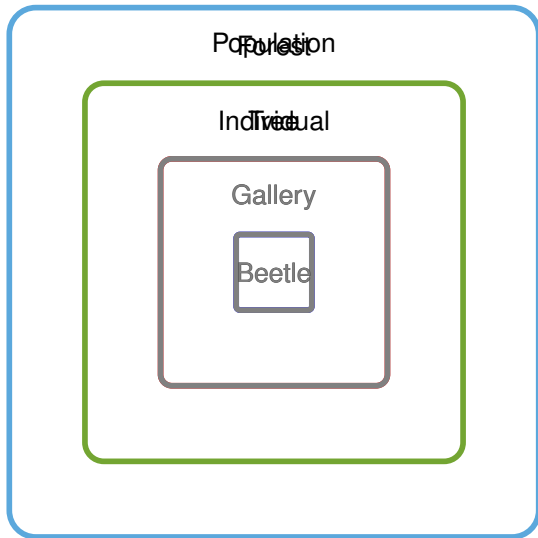 Population
Forest
Individual
Tree
Gallery
Beetle